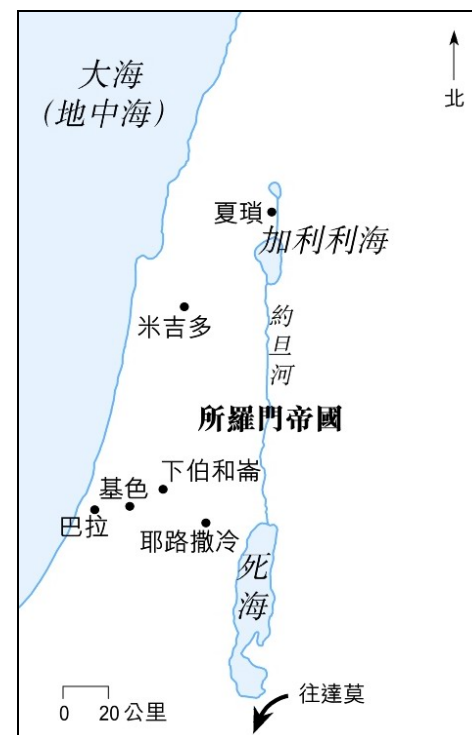 大海
(地中海)
北
夏瑣
加利利海
米吉多
約
旦
河
所羅門帝國
下伯和崙
基色
巴拉
耶路撒冷
死
海
往達莫
0 20 公里